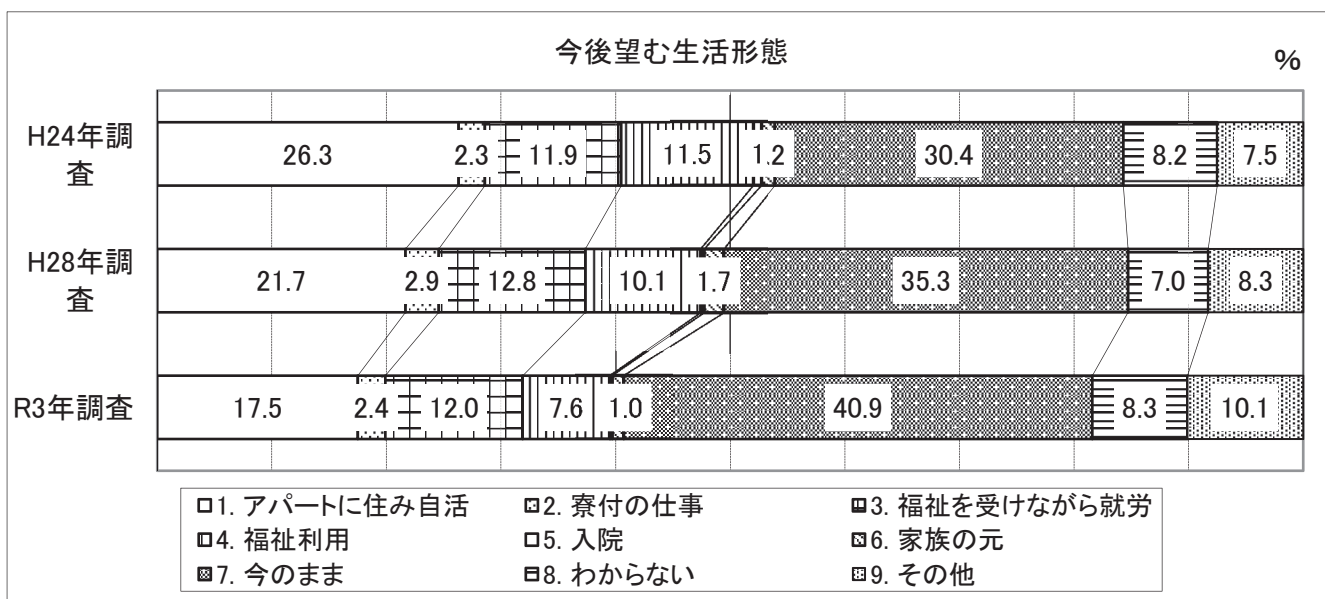 今後望む生活形態
%
H24年調
査
26.3 2.3 11.9 11.5 1.2 30.4 8.2 7.5
H28年調
査
21.7 2.9 12.8 10.1 1.7 35.3 7.0 8.3
R3年調査
17.5 2.4 12.0 7.6 1.0 40.9 8.3 10.1
1. アパートに住み自活 2. 寮付の仕事 3. 福祉を受けながら就労
4. 福祉利用 5. 入院 6. 家族の元
7. 今のまま 8. わからない 9. その他